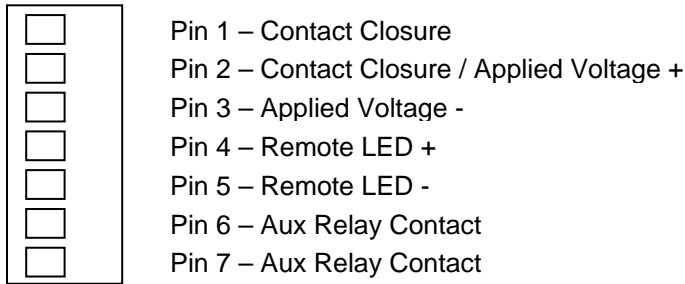 Pin 1 – Contact Closure
Pin 2 – Contact Closure / Applied Voltage +
Pin 3 – Applied Voltage -
Pin 4 – Remote LED +
Pin 5 – Remote LED -
Pin 6 – Aux Relay Contact
Pin 7 – Aux Relay Contact